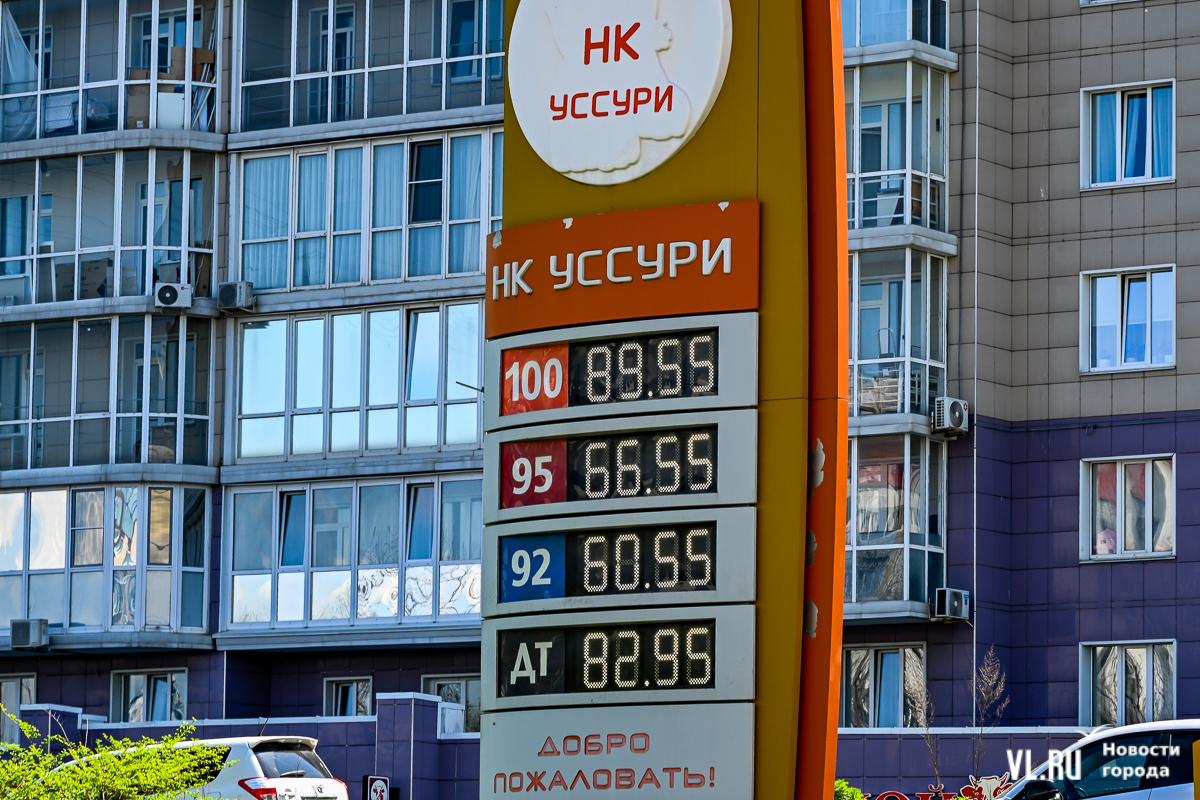 НК
УССУРИ
НК УССУРИ
100 89.55
95 66.55
92 60.55
ДТ 82.95
ДОБРО
ПОЖАЛОВАТЬ!
VL.RU Новости
города